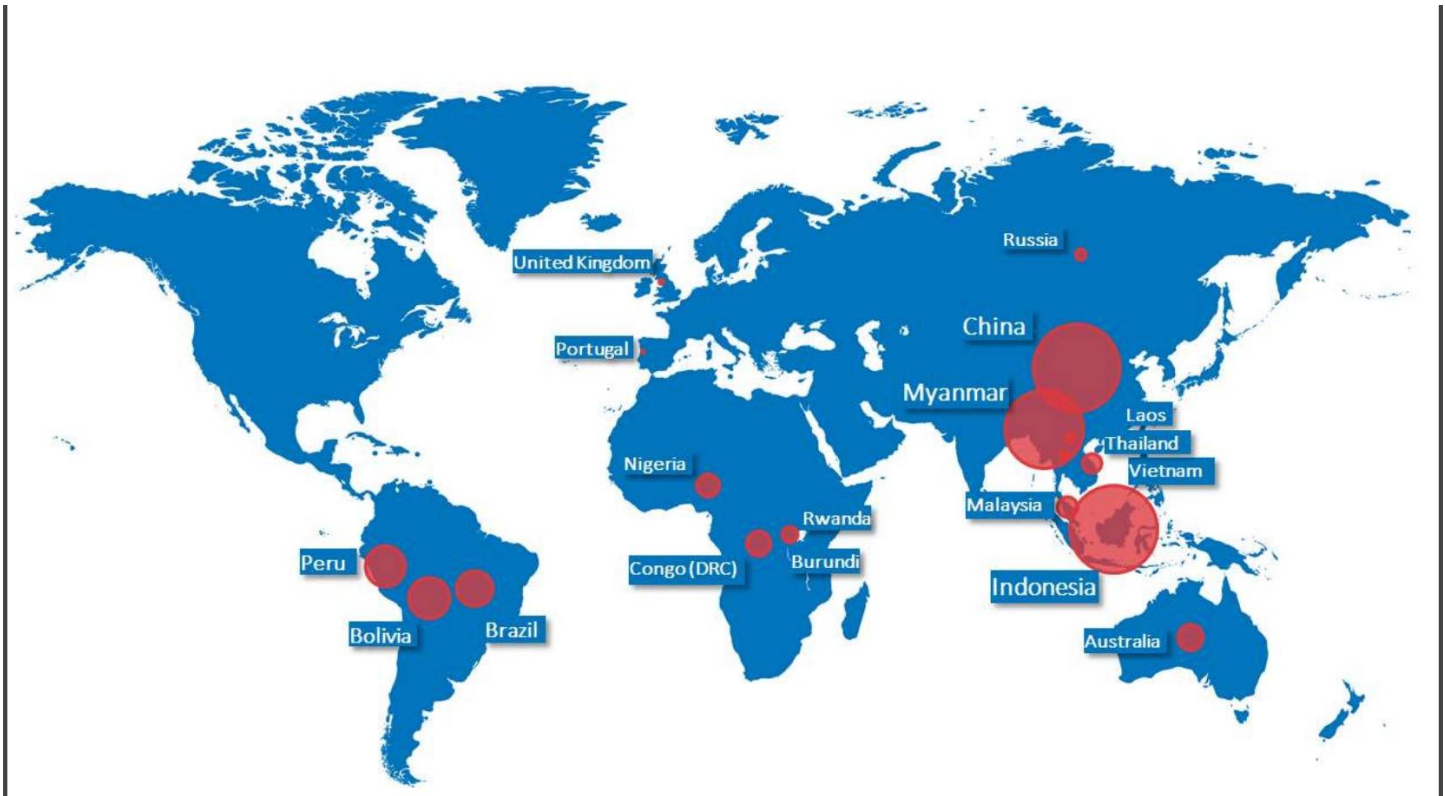 Russia
United Kingdom
China
Portugal
Myanmar
Laos
Thailand
Nigeria
Vietnam
Malaysia
Rwanda
Peru
Congo (DRC)
Burundi
Indonesia
Bolivia
Brazil
Australia